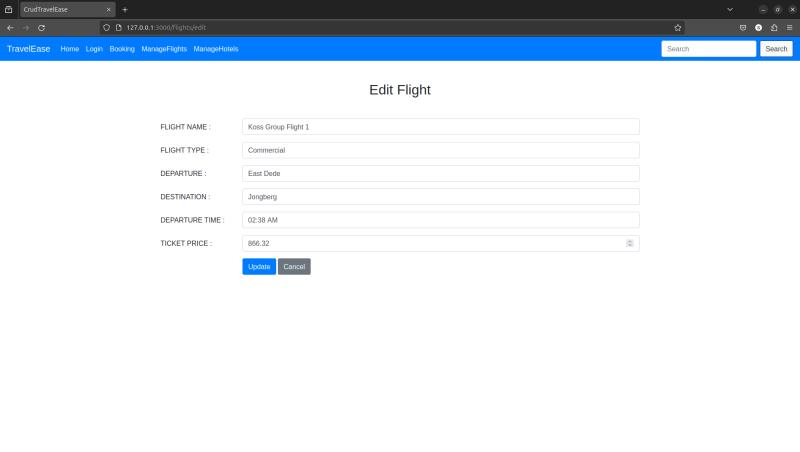 CrudTravelEase
127.0.0.1:3000/flights/edit
TravelEase Home Login Booking ManageFlights ManageHotels Search Search
Edit Flight
FLIGHT NAME : Koss Group Flight 1
FLIGHT TYPE : Commercial
DEPARTURE : East Dede
DESTINATION : Jongberg
DEPARTURE TIME : 02:38 AM
TICKET PRICE : 866.32
Update Cancel